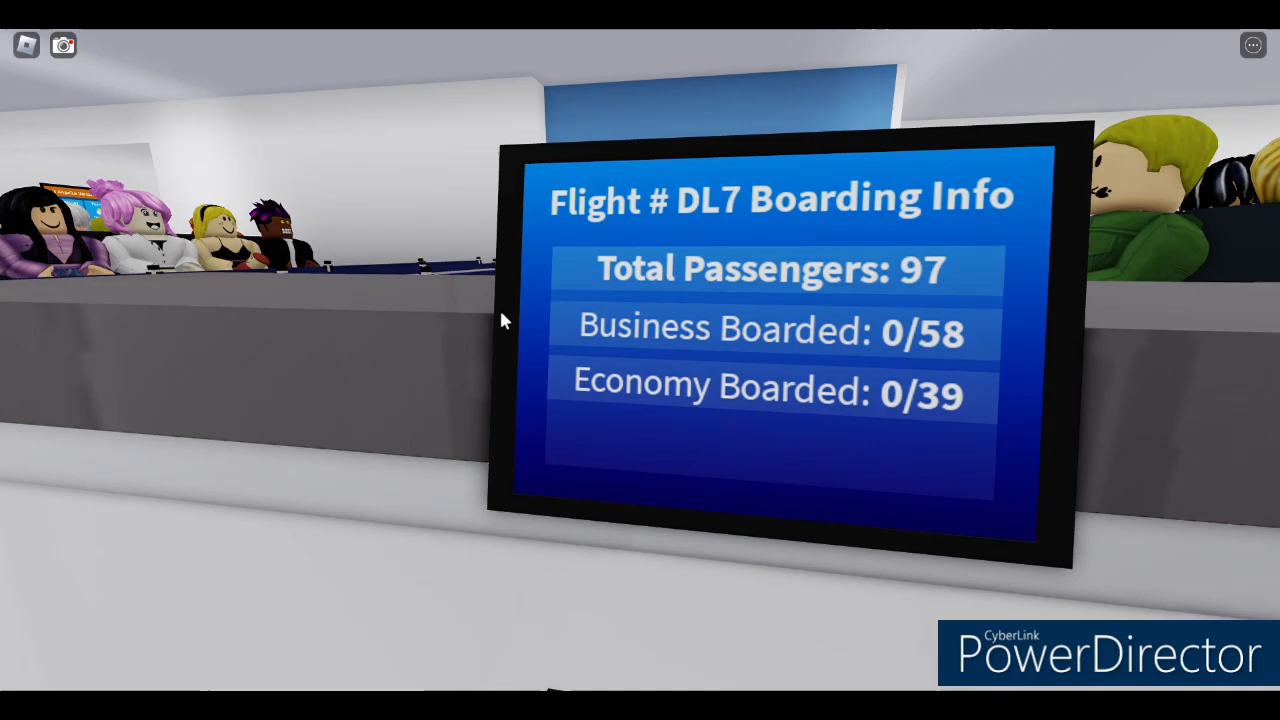 Flight # DL7 Boarding Info
Total Passengers: 97
Business Boarded: 0/58
Economy Boarded: 0/39
CyberLink
PowerDirector